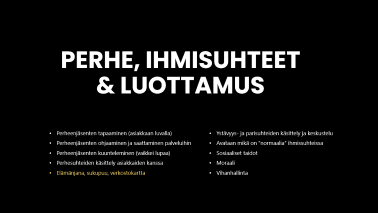 PERHE, IHMISUHTEET
& LUOTTAMUS
• Perheenjäsenten tapaaminen (asiakkaan luvalla)
• Perheenjäsenten ohjaaminen ja saattaminen palveluihin
• Perheenjäsenten kuunteleminen (vaikkei lupaa)
• Perhesuhteiden käsittely asiakkaiden kanssa
• Elämänjana, sukupuu, verkostokartta
• Ystävyys- ja parisuhteiden käsittely ja keskustelu
• Avataan mikä on "normaalia" ihmissuhteissa
• Sosiaaliset taidot
• Moraali
• Vihanhallinta